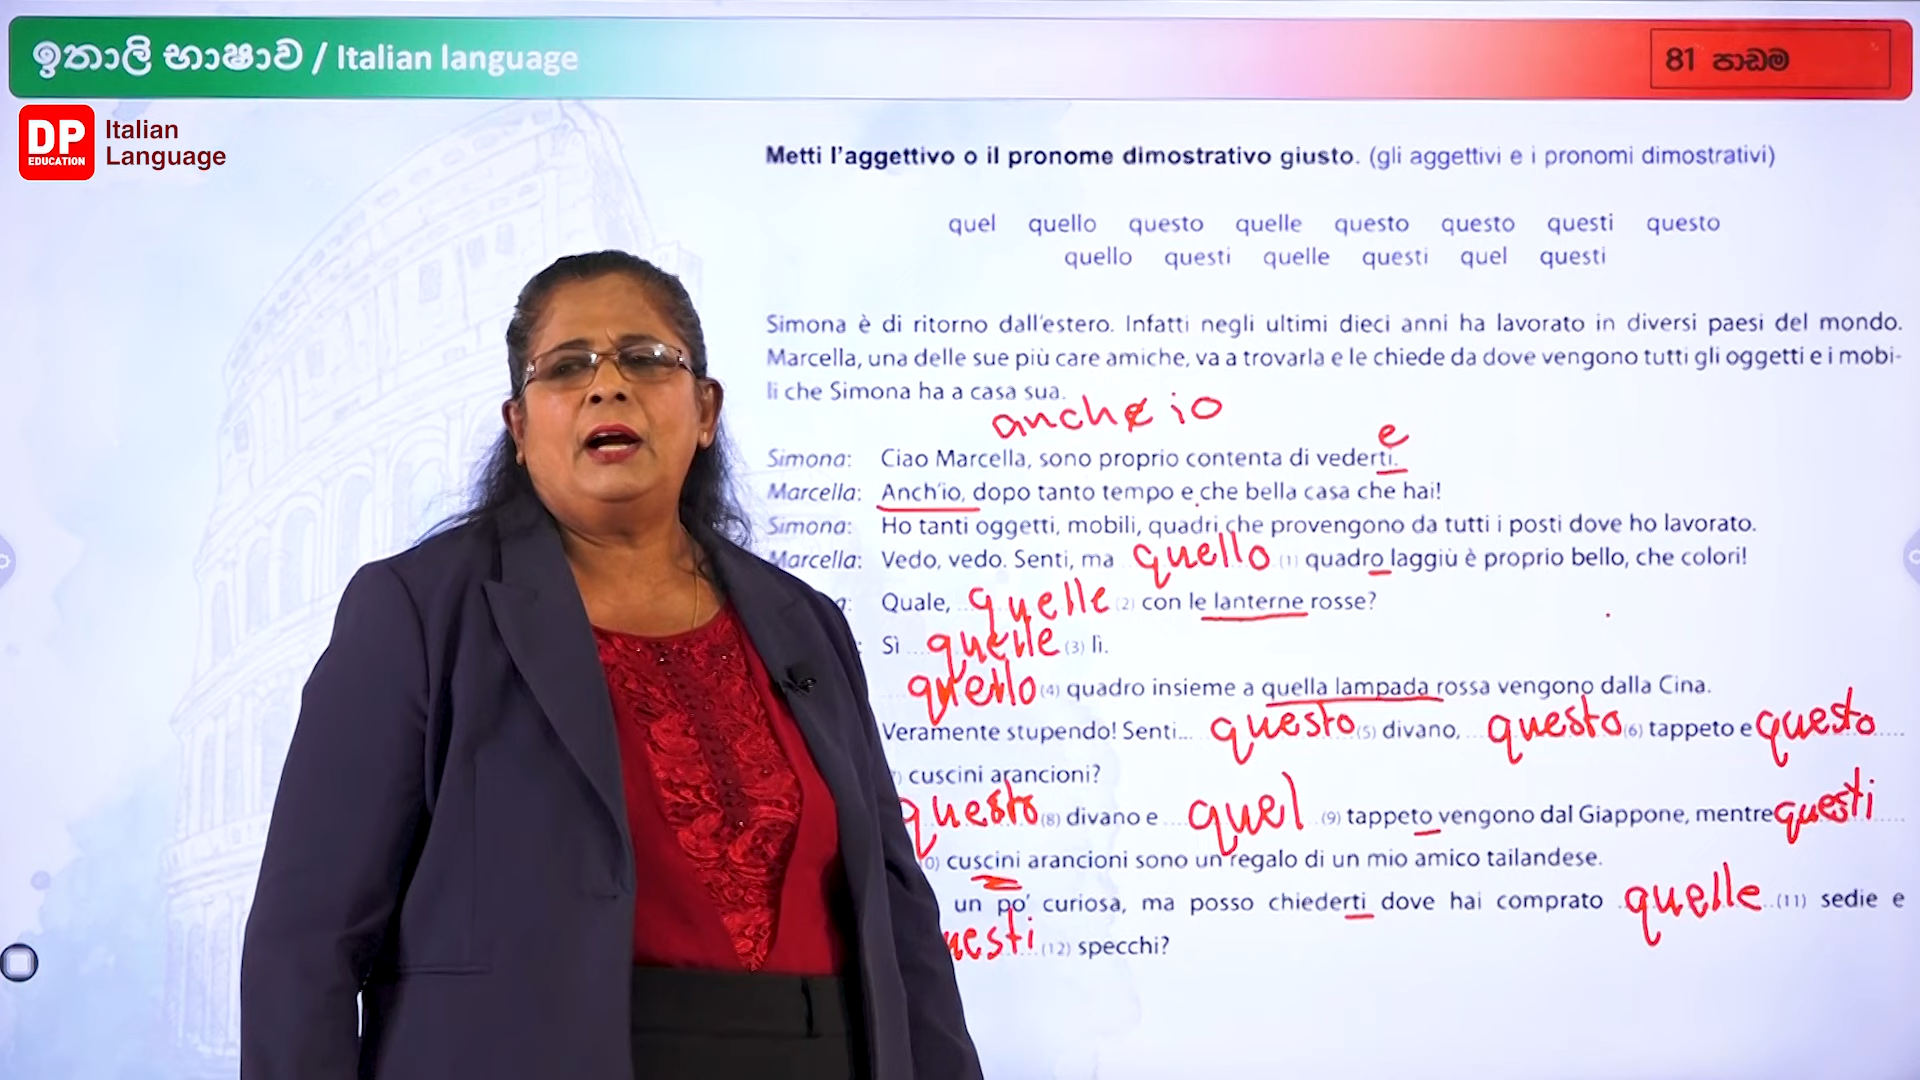 ඉතාලි භාෂාව / Italian language
81 පාඩම
DP
EDUCATION
Italian
Language
Metti l'aggettivo o il pronome dimostrativo giusto. (gli aggettivi e i pronomi dimostrativi)
quel quello questo quelle questo questo questi questo
quello questi quelle questi quel questi
Simona è di ritorno dall'estero. Infatti negli ultimi dieci anni ha lavorato in diversi paesi del mondo.
Marcella, una delle sue più care amiche, va a trovarla e le chiede da dove vengono tutti gli oggetti e i mobi-
li che Simona ha a casa sua.
anche io
e
Simona: Ciao Marcella, sono proprio contenta di vederti.
Marcella: Anch'io, dopo tanto tempo e che bella casa che hai!
Simona: Ho tanti oggetti, mobili, quadri che provengono da tutti i posti dove ho lavorato.
Marcella: Vedo, vedo. Senti, ma quello (1) quadro laggiù è proprio bello, che colori!
Quale, quelle (2) con le lanterne rosse?
Sì quelle (3) lì.
quello (4) quadro insieme a quella lampada rossa vengono dalla Cina.
Veramente stupendo! Senti... questo (5) divano, questo (6) tappeto e questo
cuscini arancioni?
questo (8) divano e quel (9) tappeto vengono dal Giappone, mentre questi
cuscini arancioni sono un regalo di un mio amico tailandese.
un po' curiosa, ma posso chiederti dove hai comprato quelle (11) sedie e
(12) specchi?